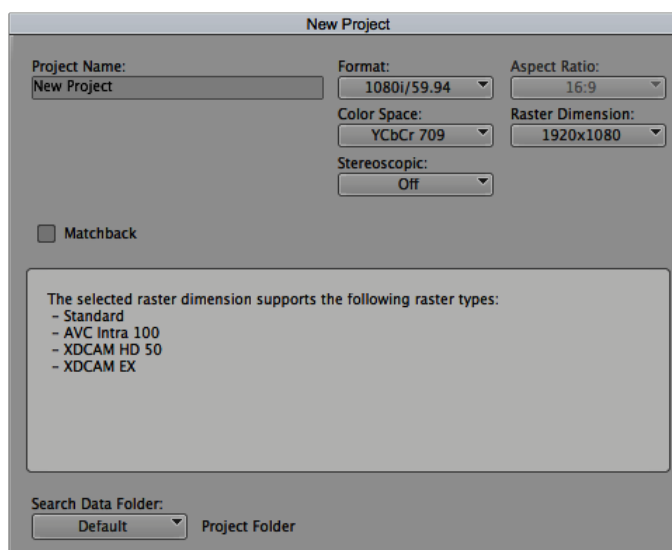 New Project
Project Name:
New Project
Format:
1080i/59.94
Aspect Ratio:
16:9
Color Space:
YCbCr 709
Raster Dimension:
1920x1080
Stereoscopic:
Off
Matchback
The selected raster dimension supports the following raster types:
– Standard
– AVC Intra 100
– XDCAM HD 50
– XDCAM EX
Search Data Folder:
Default
Project Folder